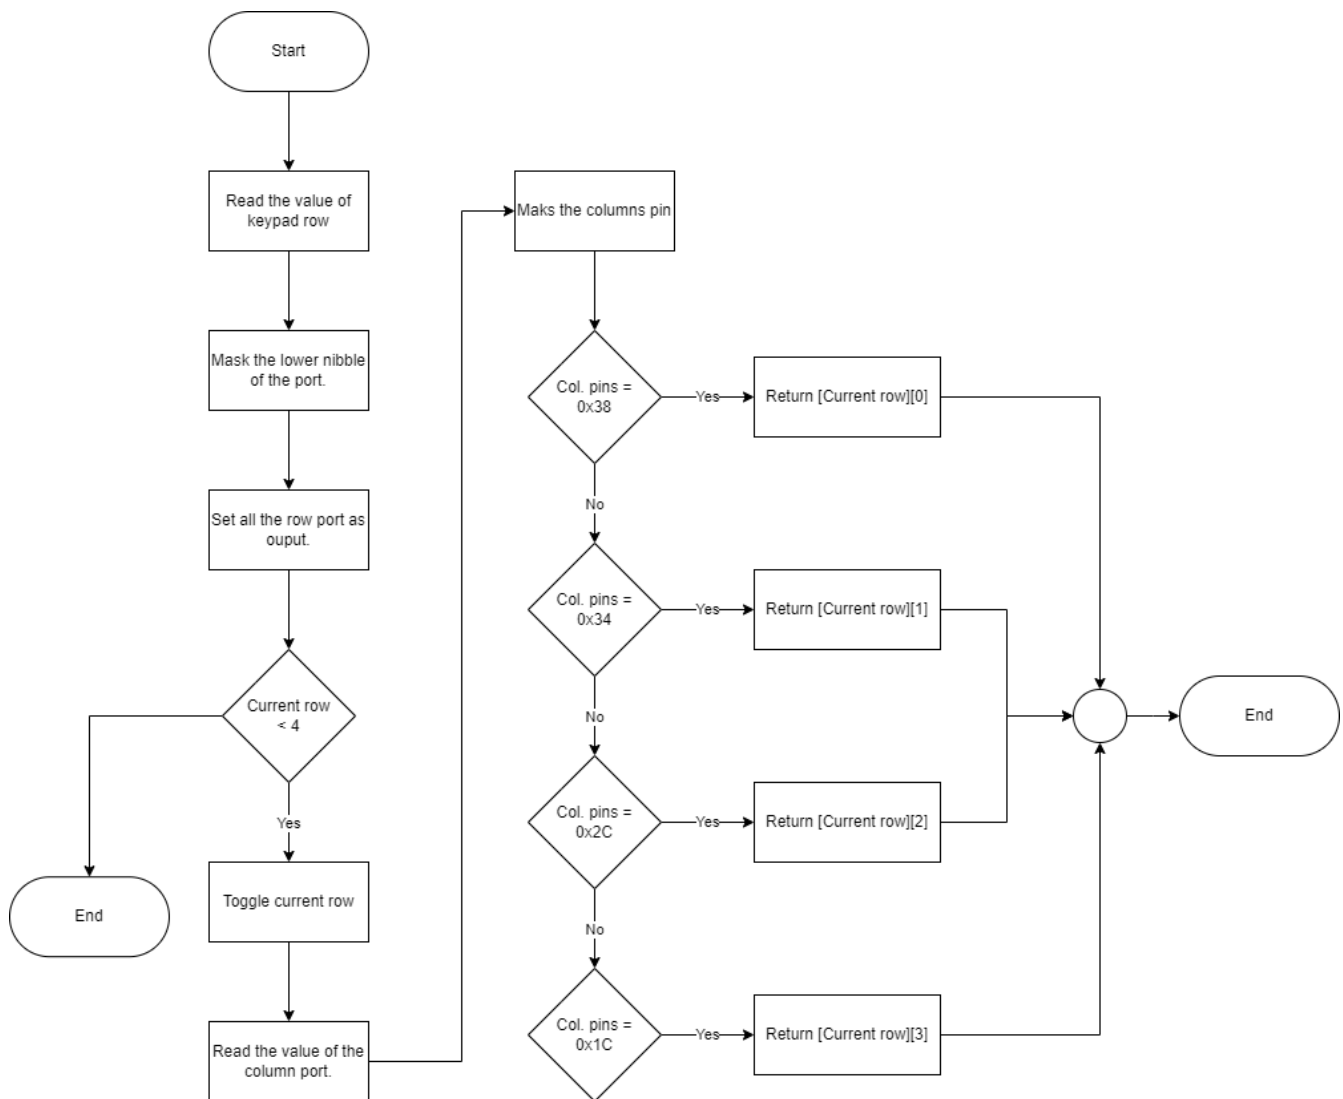 Start
Read the value of
keypad row
Mask the lower nibble
of the port.
Set all the row port as
ouput.
Current row
< 4
Yes
End
Toggle current row
Read the value of the
column port.
Maks the columns pin
Col. pins =
0x38
Yes
Return [Current row][0]
No
Col. pins =
0x34
Yes
Return [Current row][1]
No
Col. pins =
0x2C
Yes
Return [Current row][2]
No
Col. pins =
0x1C
Yes
Return [Current row][3]
End